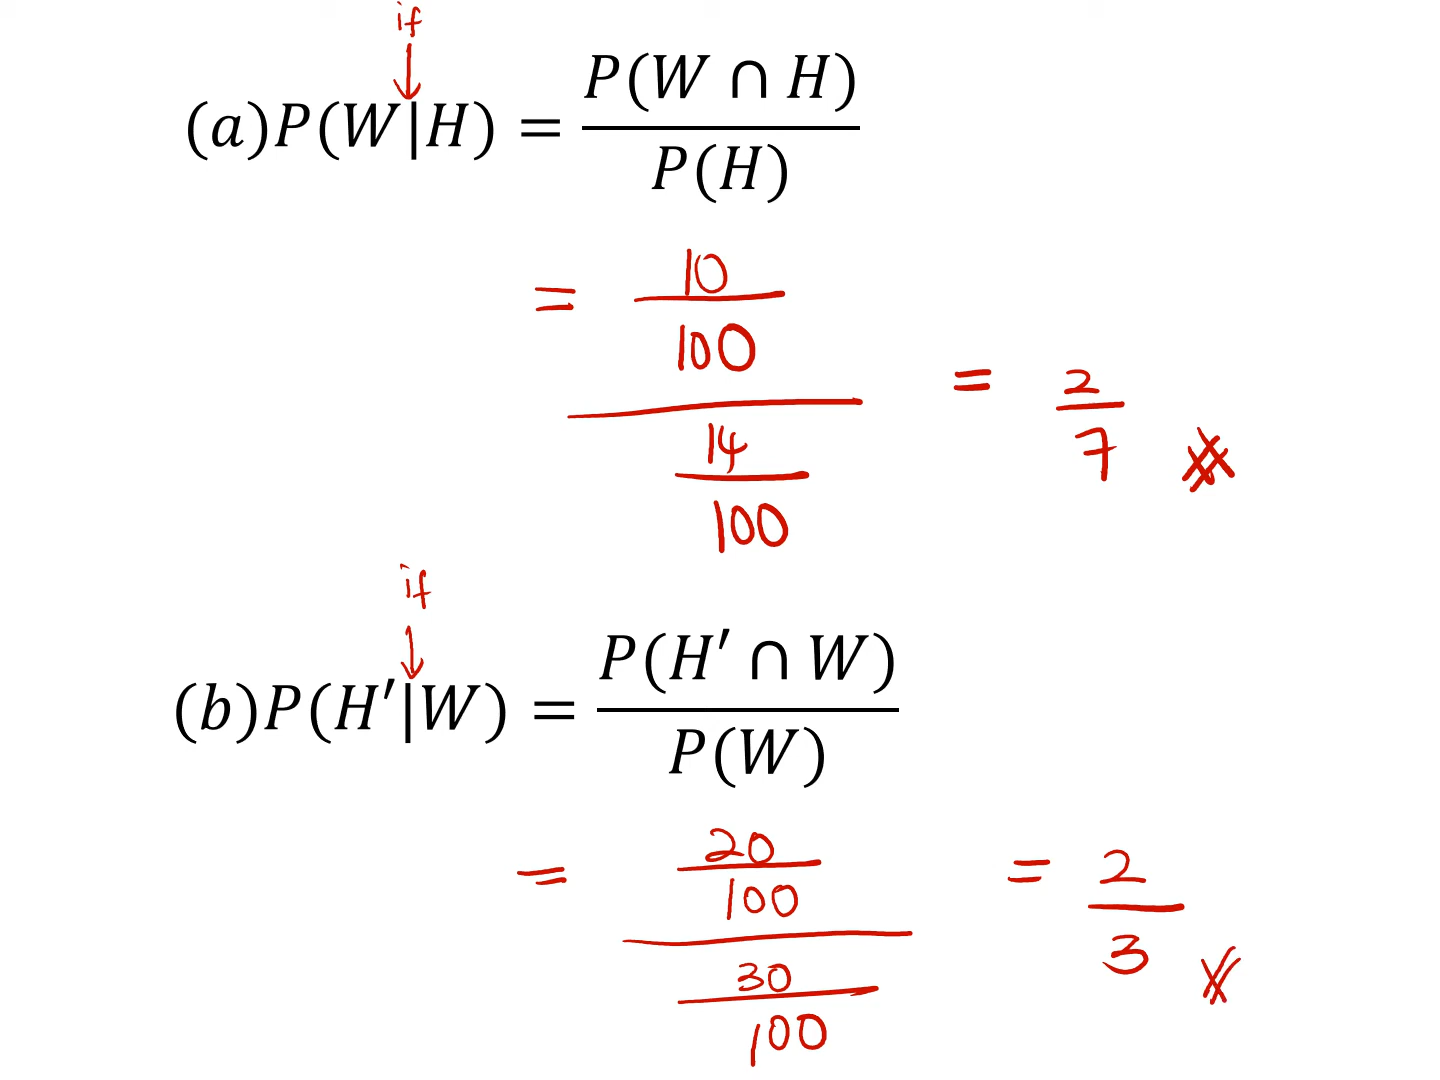 if
(a)P(W|H) = P(W ∩ H)
P(H)
= 10
100
14
100
= 2
7
if
(b)P(H′|W) = P(H′ ∩ W)
P(W)
= 20
100
30
100
= 2
3